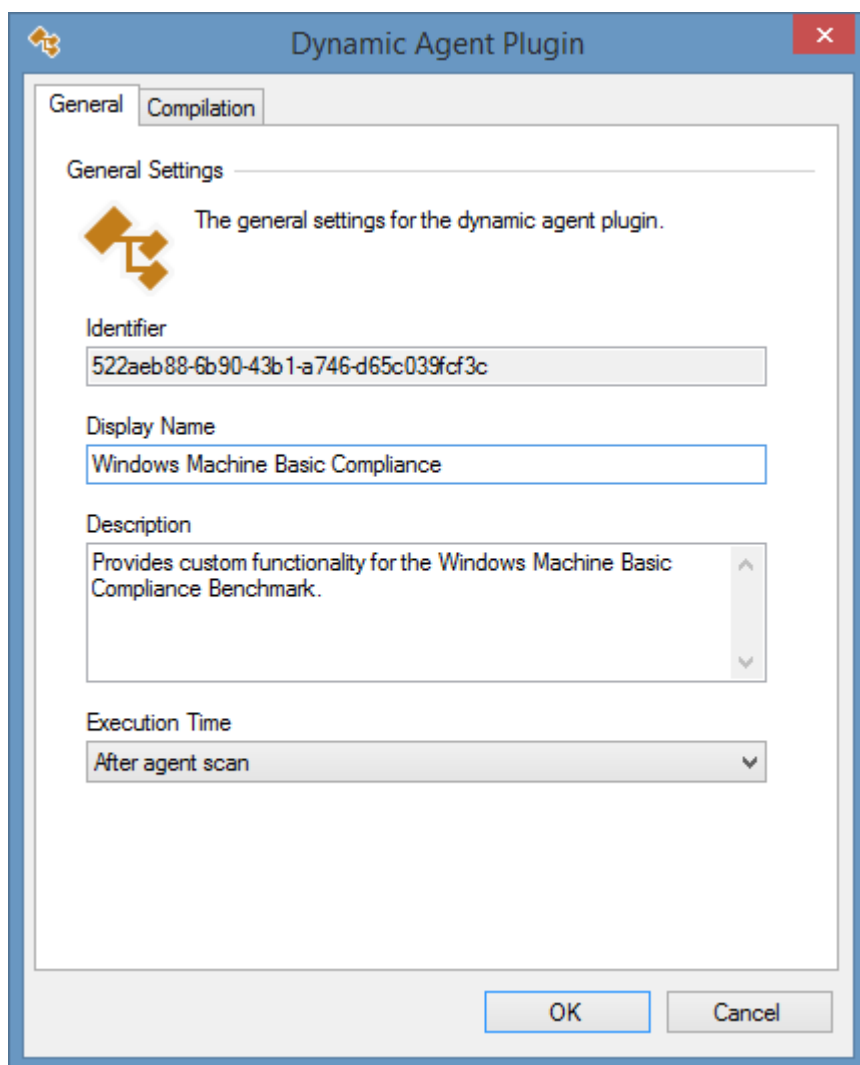 Dynamic Agent Plugin
General
Compilation
General Settings
The general settings for the dynamic agent plugin.
Identifier
522aeb88-6b90-43b1-a746-d65c039fcf3c
Display Name
Windows Machine Basic Compliance
Description
Provides custom functionality for the Windows Machine Basic
Compliance Benchmark.
Execution Time
After agent scan
OK
Cancel